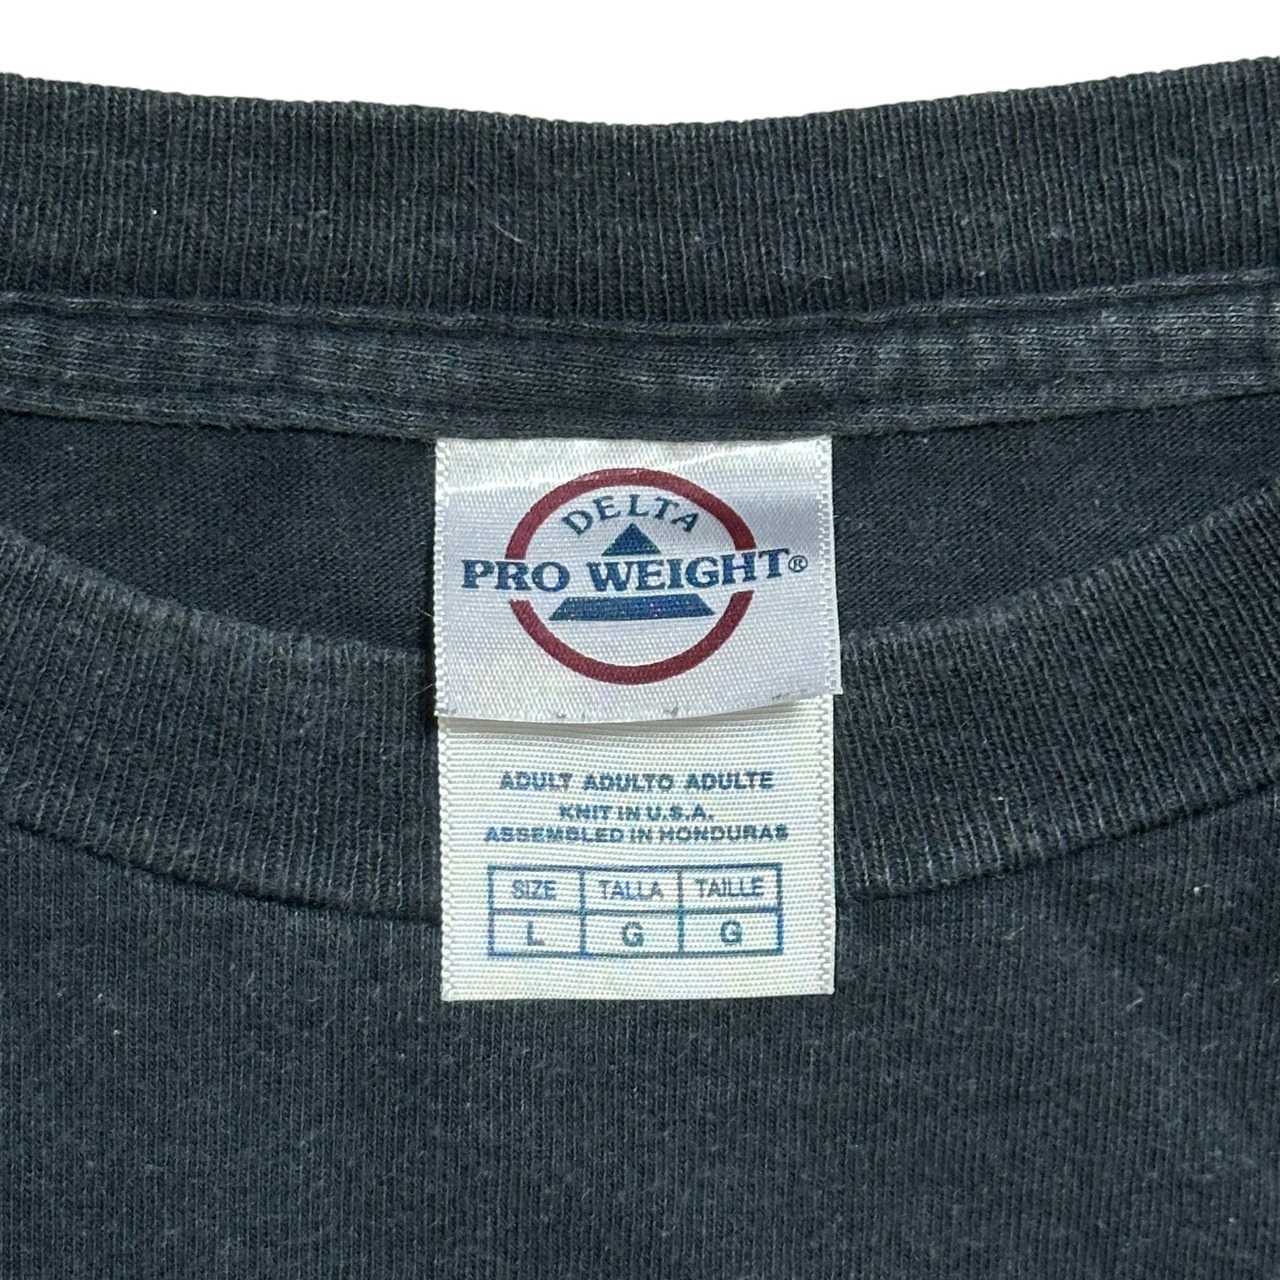 DELTA
PRO WEIGHT®
ADULT ADULTO ADULTE
KNIT IN U.S.A.
ASSEMBLED IN HONDURAS
SIZE TALLA TAILLE
L G G